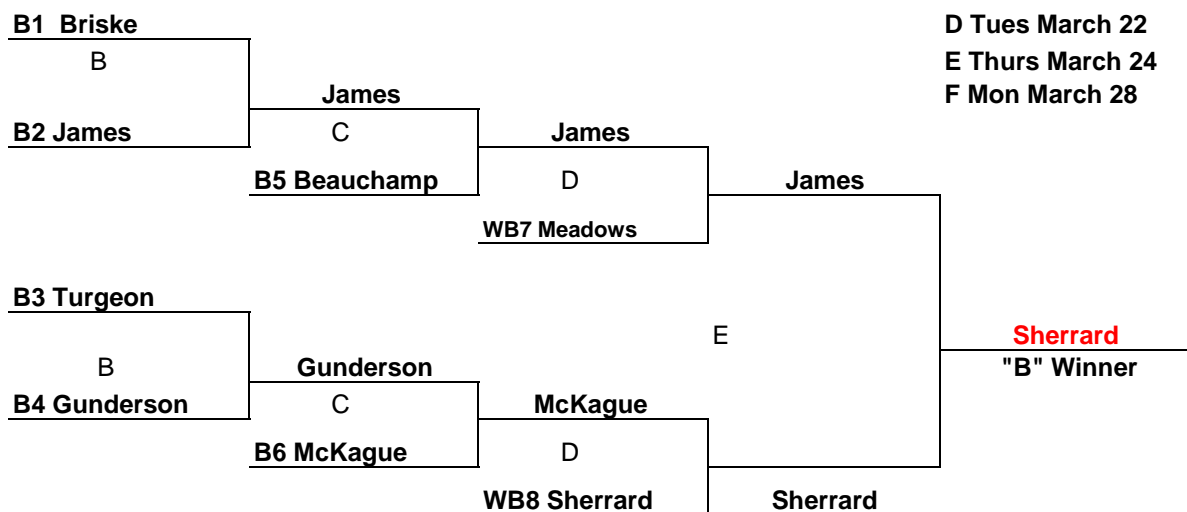 B1 Briske
D Tues March 22
B
E Thurs March 24
James
F Mon March 28
B2 James
C
James
B5 Beauchamp
D
James
WB7 Meadows
B3 Turgeon
E
Sherrard
B
Gunderson
"B" Winner
B4 Gunderson
C
McKague
B6 McKague
D
WB8 Sherrard
Sherrard